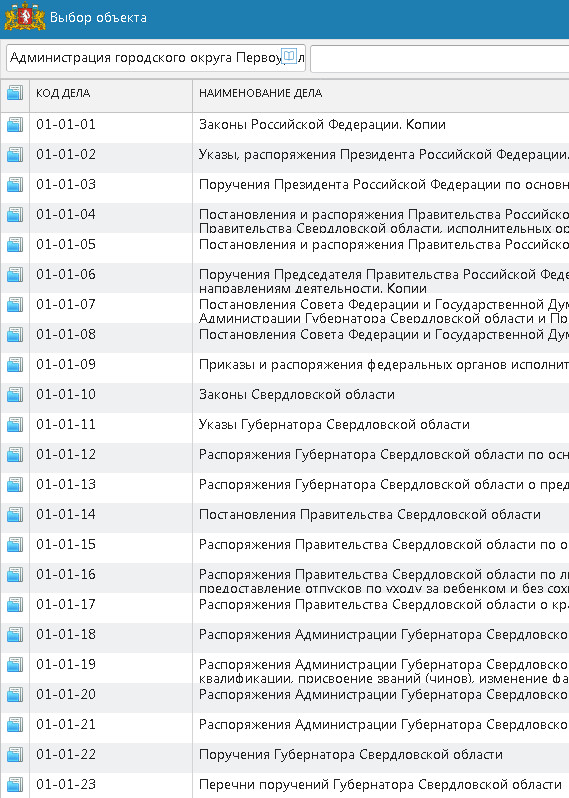 Выбор объекта
Администрация городского округа
КОД ДЕЛА НАИМЕНОВАНИЕ ДЕЛА
01-01-01 Законы Российской Федерации. Копии
01-01-02 Указы, распоряжения Президента Российской Федерации.
01-01-03 Поручения Президента Российской Федерации по основн
01-01-04 Постановления и распоряжения Правительства Российско
Правительства Свердловской области, исполнительных ор
01-01-05 Постановления и распоряжения Правительства Российско
01-01-06 Поручения Председателя Правительства Российской Феде
направлениям деятельности. Копии
01-01-07 Постановления Совета Федерации и Государственной Дум
Администрации Губернатора Свердловской области и Пр
01-01-08 Постановления Совета Федерации и Государственной Дум
01-01-09 Приказы и распоряжения федеральных органов исполнит
01-01-10 Законы Свердловской области
01-01-11 Указы Губернатора Свердловской области
01-01-12 Распоряжения Губернатора Свердловской области по осн
01-01-13 Распоряжения Губернатора Свердловской области о пред
01-01-14 Постановления Правительства Свердловской области
01-01-15 Распоряжения Правительства Свердловской области по о
01-01-16 Распоряжения Правительства Свердловской области по ли
предоставление отпусков по уходу за ребенком и без сох
01-01-17 Распоряжения Правительства Свердловской области о кра
01-01-18 Распоряжения Администрации Губернатора Свердловско
01-01-19 Распоряжения Администрации Губернатора Свердловско
квалификации, присвоение званий (чинов), изменение фа
01-01-20 Распоряжения Администрации Губернатора Свердловско
01-01-21 Распоряжения Администрации Губернатора Свердловско
01-01-22 Поручения Губернатора Свердловской области
01-01-23 Перечни поручений Губернатора Свердловской области